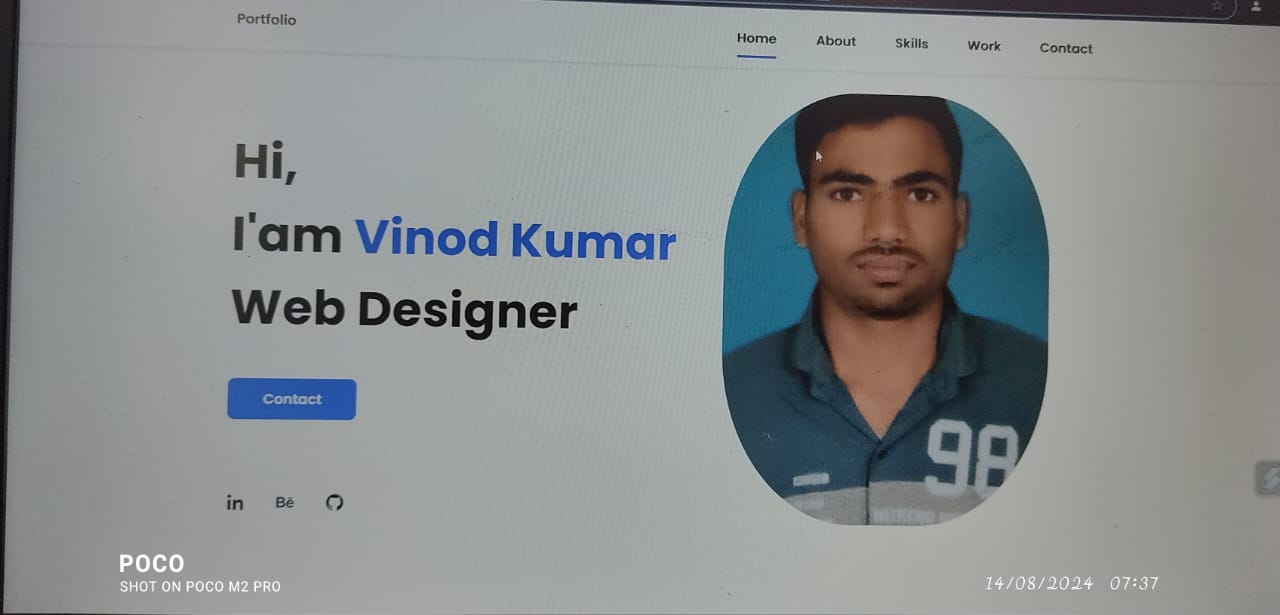 Portfolio
Home About Skills Work Contact
Hi,
I'am Vinod Kumar
Web Designer
Contact
in Bē
98
POCO
SHOT ON POCO M2 PRO
14/08/2024 07:37